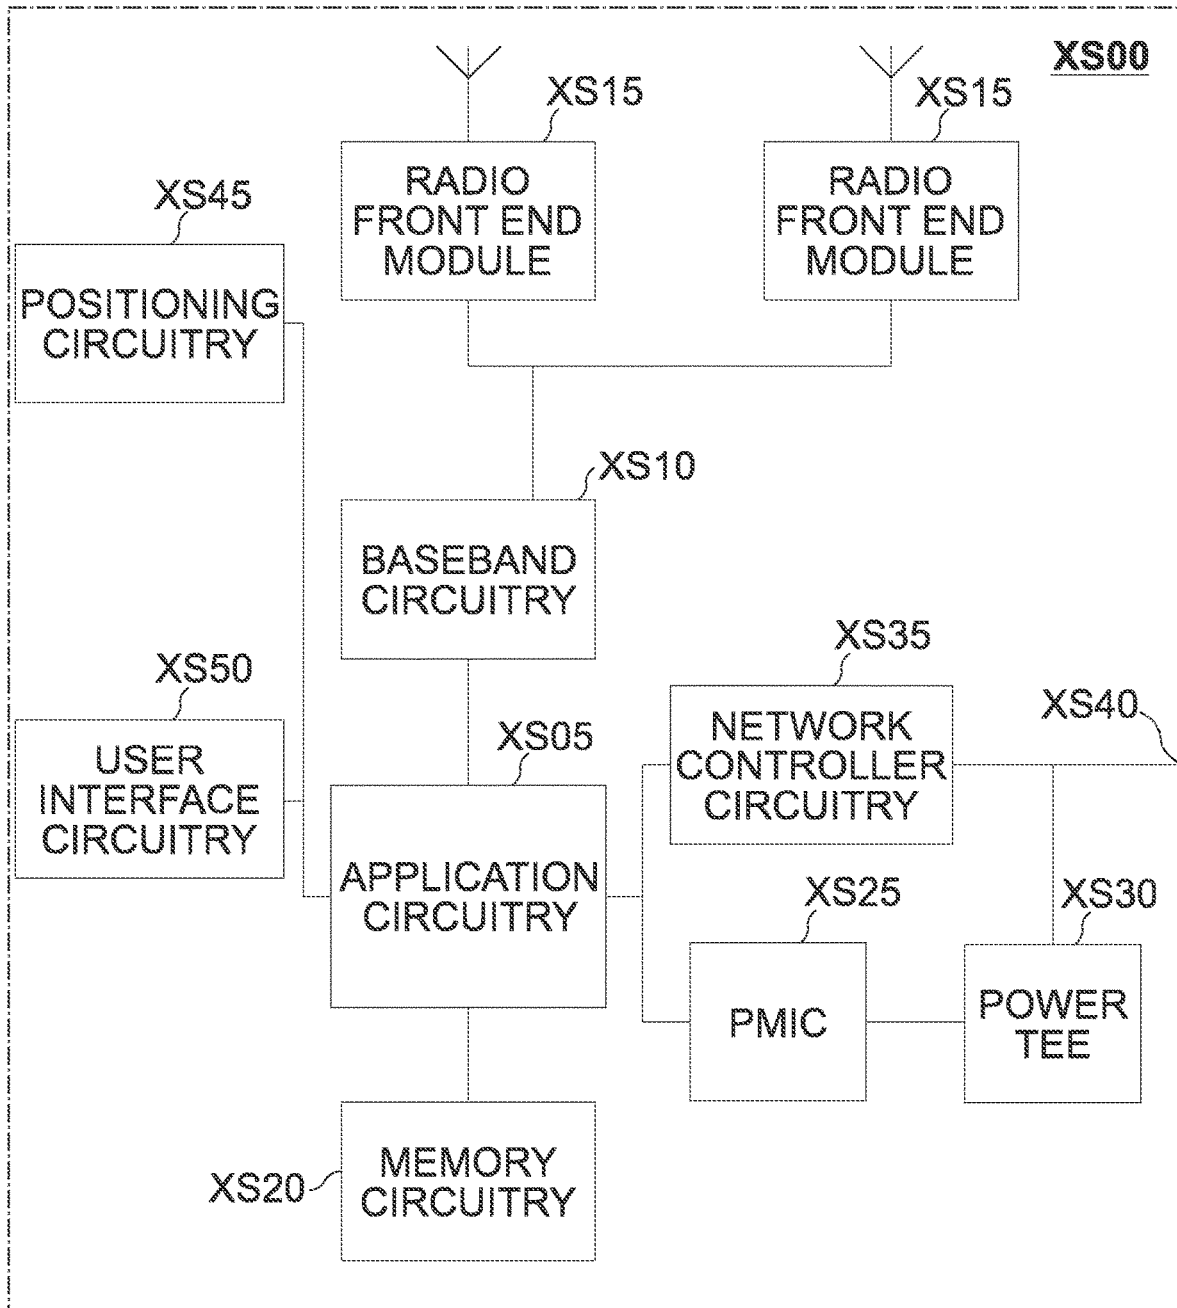 XS00
XS15
XS15
RADIO
FRONT END
MODULE
RADIO
FRONT END
MODULE
XS45
POSITIONING
CIRCUITRY
XS10
BASEBAND
CIRCUITRY
XS35
NETWORK
CONTROLLER
CIRCUITRY
XS40
XS50
USER
INTERFACE
CIRCUITRY
XS05
APPLICATION
CIRCUITRY
XS25
PMIC
XS30
POWER
TEE
XS20
MEMORY
CIRCUITRY